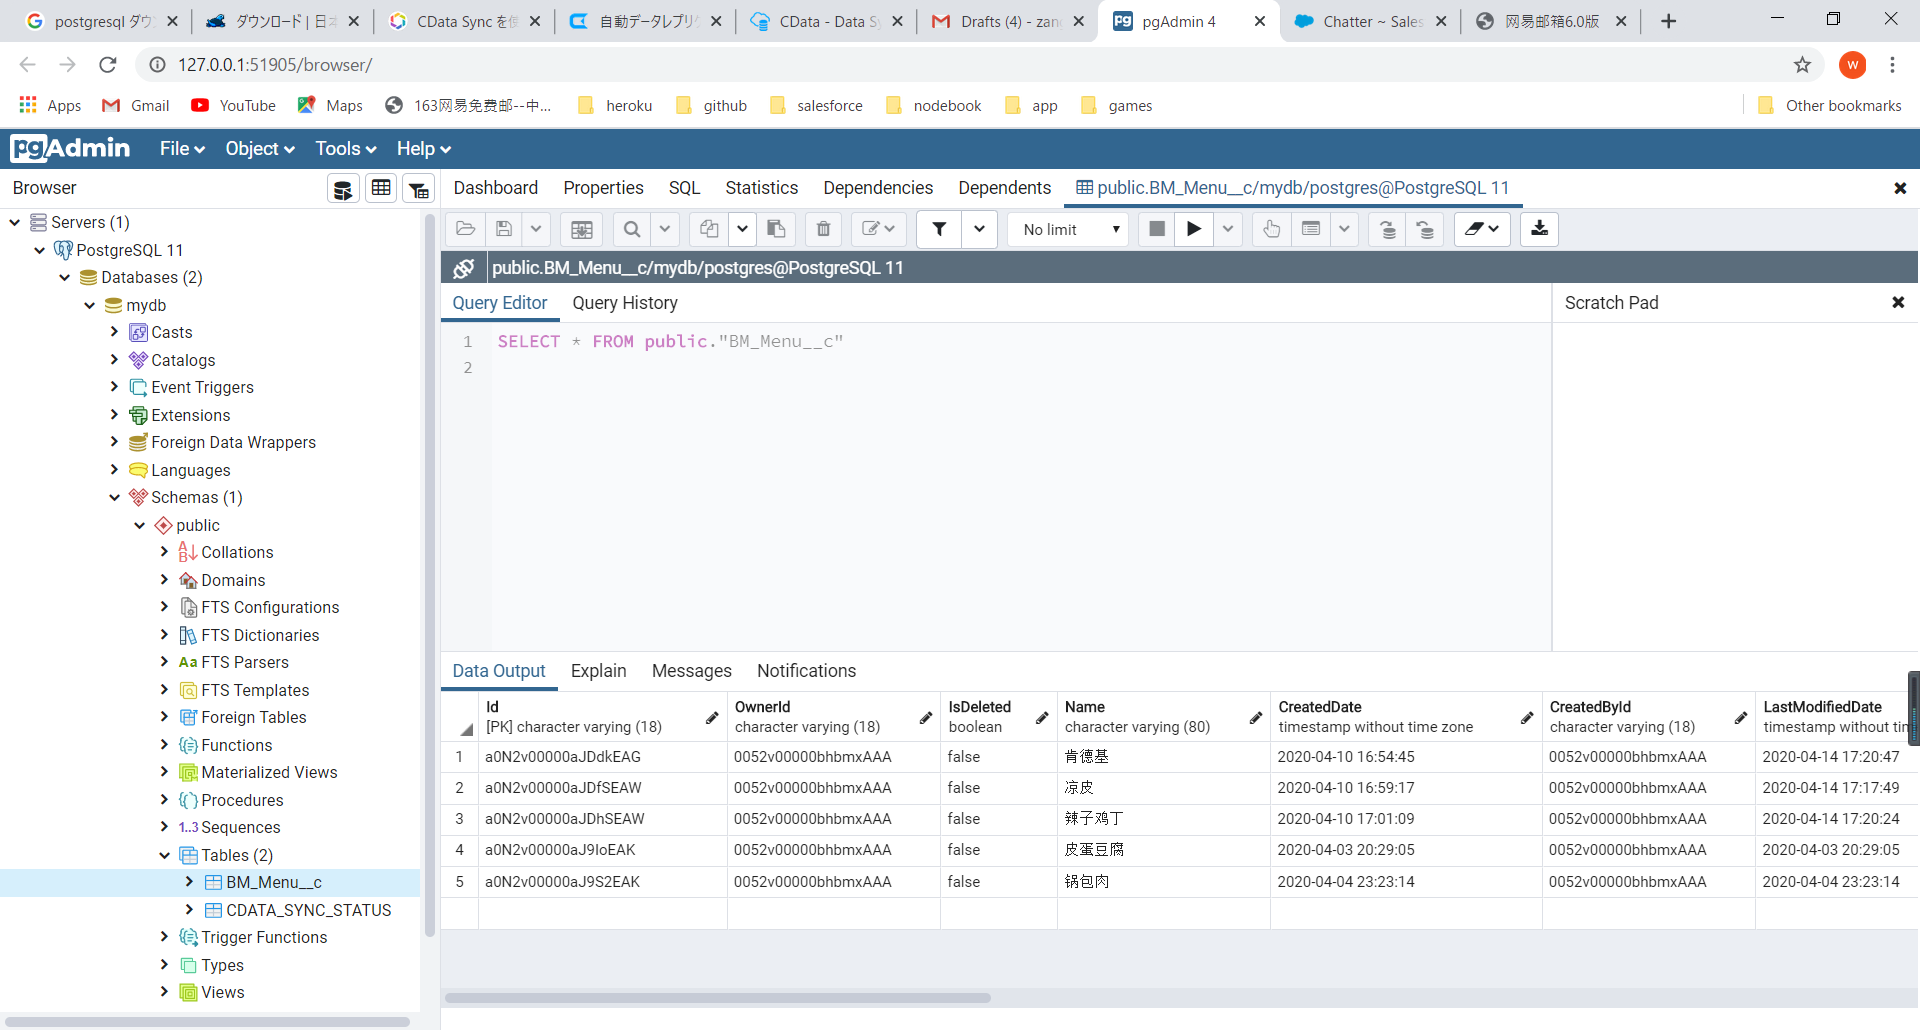 postgresql ダウン
ダウンロード | 日本
CData Sync を使
自動データレプリケ
CData - Data Sy
Drafts (4) - zan
pgAdmin 4
Chatter ~ Sales
网易邮箱6.0版
127.0.0.1:51905/browser/
w
Apps
Gmail
YouTube
Maps
163网易免费邮--中...
heroku
github
salesforce
nodebook
app
games
Other bookmarks
pgAdmin
File
Object
Tools
Help
Browser
Dashboard
Properties
SQL
Statistics
Dependencies
Dependents
public.BM_Menu__c/mydb/postgres@PostgreSQL 11
No limit
public.BM_Menu__c/mydb/postgres@PostgreSQL 11
Query Editor
Query History
Scratch Pad
1 SELECT * FROM public."BM_Menu__c"
2
Servers (1)
PostgreSQL 11
Databases (2)
mydb
Casts
Catalogs
Event Triggers
Extensions
Foreign Data Wrappers
Languages
Schemas (1)
public
Collations
Domains
FTS Configurations
FTS Dictionaries
Aa FTS Parsers
FTS Templates
Foreign Tables
Functions
Materialized Views
Procedures
1..3 Sequences
Tables (2)
BM_Menu__c
CDATA_SYNC_STATUS
Trigger Functions
Types
Views
Data Output
Explain
Messages
Notifications
Id OwnerId IsDeleted Name CreatedDate CreatedById LastModifiedDate
[PK] character varying (18) character varying (18) boolean character varying (80) timestamp without time zone character varying (18) timestamp without tin
1 a0N2v00000aJDdkEAG 0052v00000bhbmxAAA false 肯德基 2020-04-10 16:54:45 0052v00000bhbmxAAA 2020-04-14 17:20:47
2 a0N2v00000aJDfSEAW 0052v00000bhbmxAAA false 凉皮 2020-04-10 16:59:17 0052v00000bhbmxAAA 2020-04-14 17:17:49
3 a0N2v00000aJDhSEAW 0052v00000bhbmxAAA false 辣子鸡丁 2020-04-10 17:01:09 0052v00000bhbmxAAA 2020-04-14 17:20:24
4 a0N2v00000aJ9IoEAK 0052v00000bhbmxAAA false 皮蛋豆腐 2020-04-03 20:29:05 0052v00000bhbmxAAA 2020-04-03 20:29:05
5 a0N2v00000aJ9S2EAK 0052v00000bhbmxAAA false 锅包肉 2020-04-04 23:23:14 0052v00000bhbmxAAA 2020-04-04 23:23:14